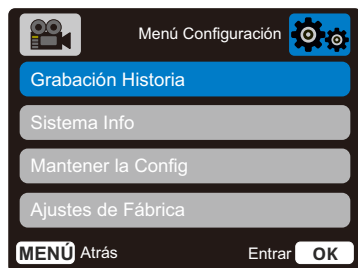 Menú Configuración
Grabación Historia
Sistema Info
Mantener la Config
Ajustes de Fábrica
MENÚ Atrás Entrar OK